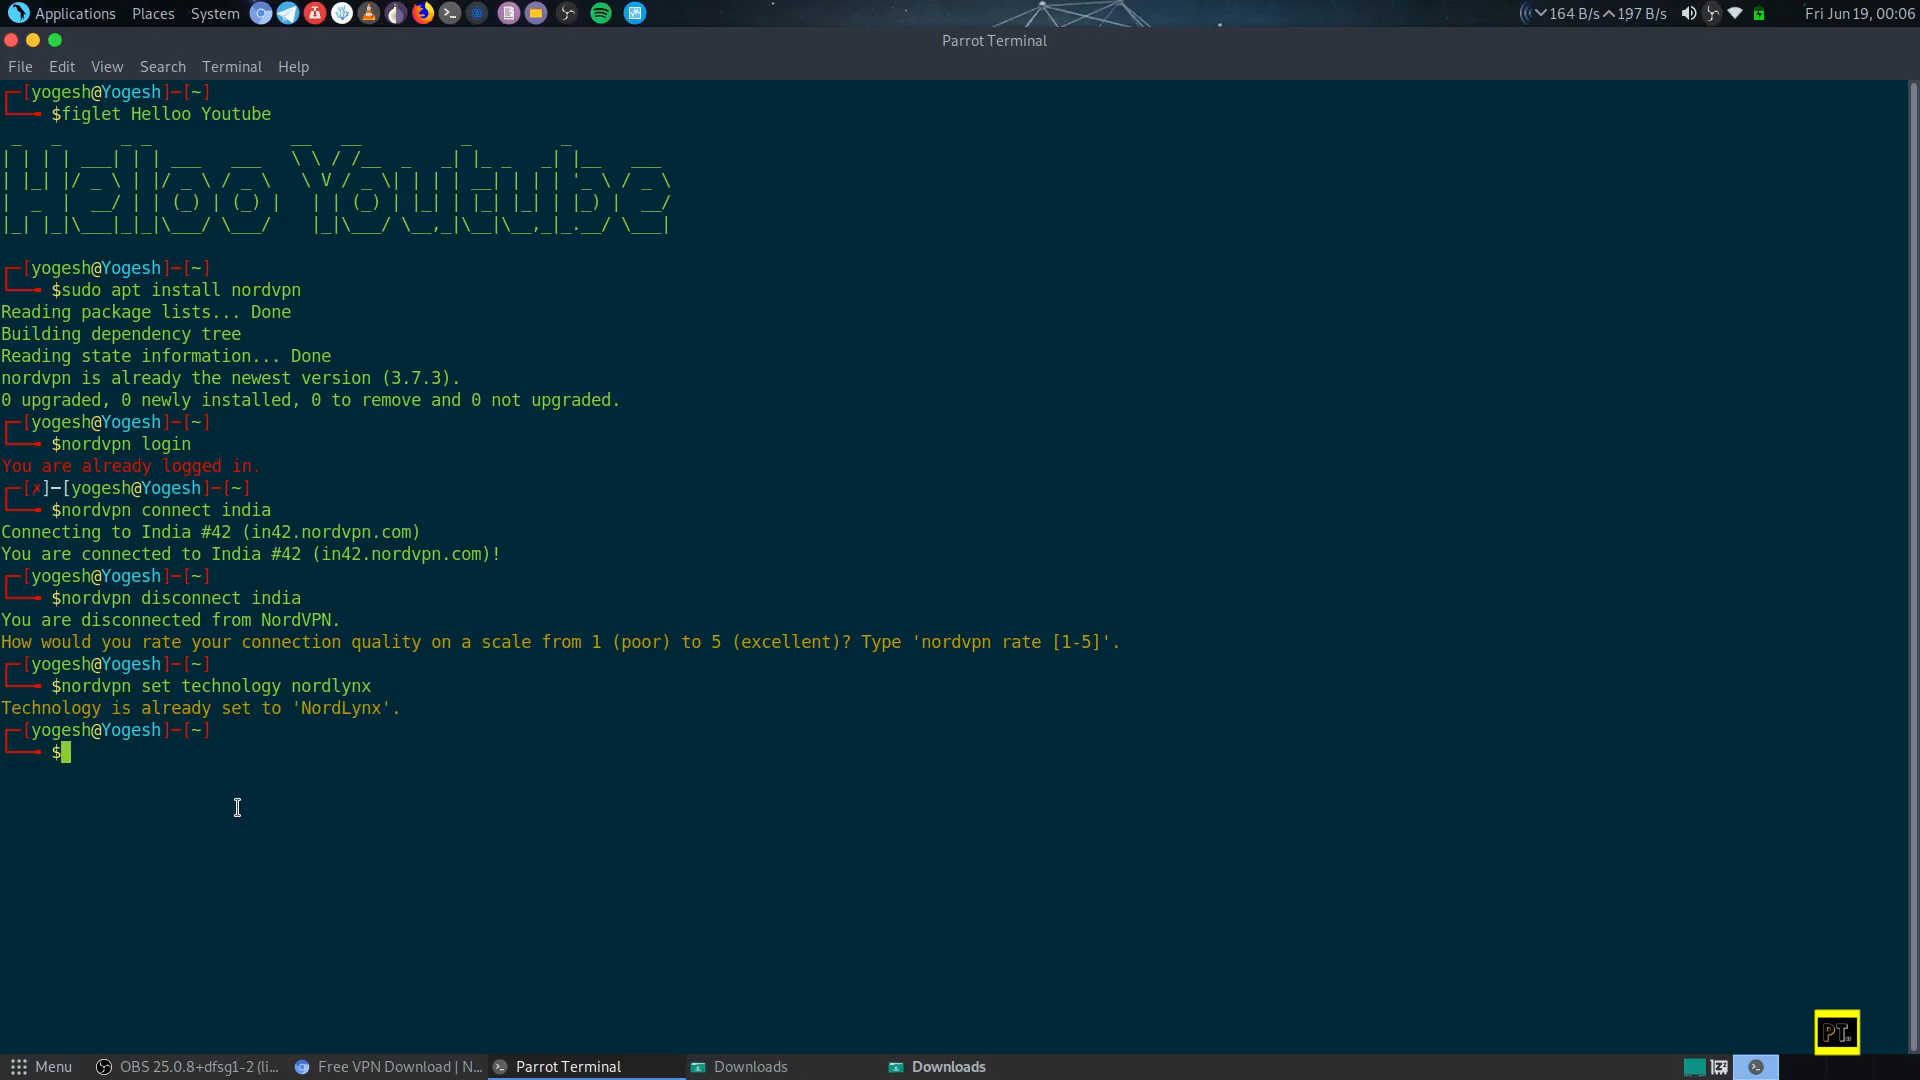 Applications Places System 164 B/s 197 B/s Fri Jun 19, 00:06
Parrot Terminal
File Edit View Search Terminal Help
┌─[yogesh@Yogesh]─[~]
└──╼ $figlet Helloo Youtube
Helloo Youtube
┌─[yogesh@Yogesh]─[~]
└──╼ $sudo apt install nordvpn
Reading package lists... Done
Building dependency tree
Reading state information... Done
nordvpn is already the newest version (3.7.3).
0 upgraded, 0 newly installed, 0 to remove and 0 not upgraded.
┌─[yogesh@Yogesh]─[~]
└──╼ $nordvpn login
You are already logged in.
┌─[✗]─[yogesh@Yogesh]─[~]
└──╼ $nordvpn connect india
Connecting to India #42 (in42.nordvpn.com)
You are connected to India #42 (in42.nordvpn.com)!
┌─[yogesh@Yogesh]─[~]
└──╼ $nordvpn disconnect india
You are disconnected from NordVPN.
How would you rate your connection quality on a scale from 1 (poor) to 5 (excellent)? Type 'nordvpn rate [1-5]'.
┌─[yogesh@Yogesh]─[~]
└──╼ $nordvpn set technology nordlynx
Technology is already set to 'NordLynx'.
┌─[yogesh@Yogesh]─[~]
└──╼ $
PT
Menu OBS 25.0.8+dfsg1-2 (li... Free VPN Download | N... Parrot Terminal Downloads Downloads